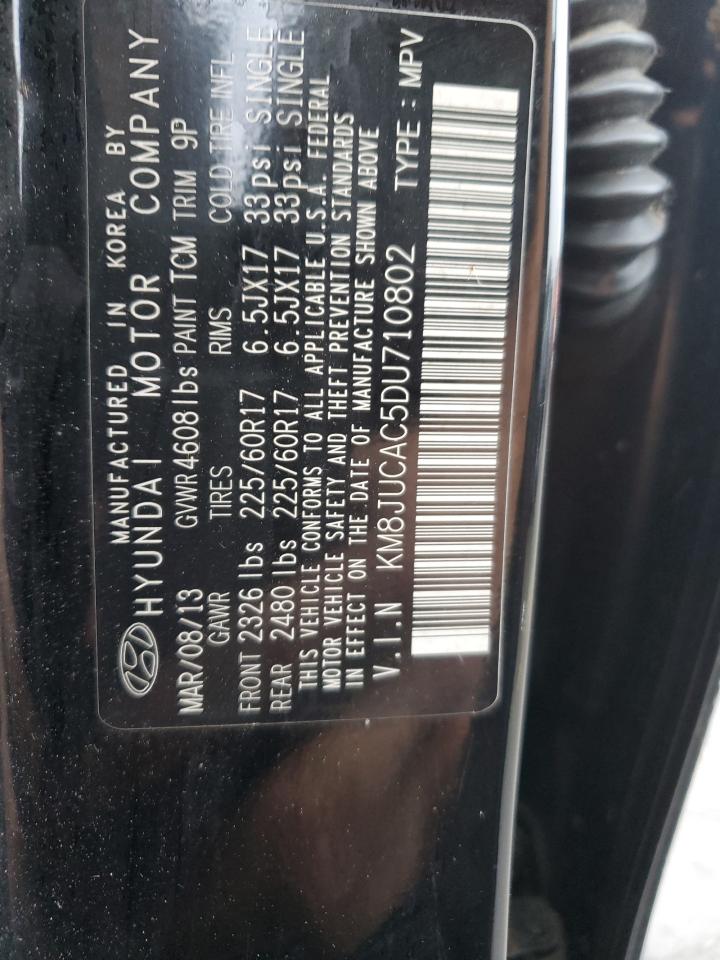 MANUFACTURED IN KOREA BY
HYUNDAI MOTOR COMPANY
MAR/08/13 GVWR 4608 lbs PAINT TCM TRIM 9P
GAWR TIRES RMS COLD TIRE INFL
FRONT 2326 lbs 225/60R17 6.5JX17 33psi SINGLE
REAR 2480 lbs 225/60R17 6.5JX17 33psi SINGLE
THIS VEHICLE CONFORMS TO ALL APPLICABLE U.S.A. FEDERAL
MOTOR VEHICLE SAFETY AND THEFT PREVENTION STANDARDS
IN EFFECT ON THE DATE OF MANUFACTURE SHOWN ABOVE
V.I.N KM8JUCAC5DU710802 TYPE : MPV